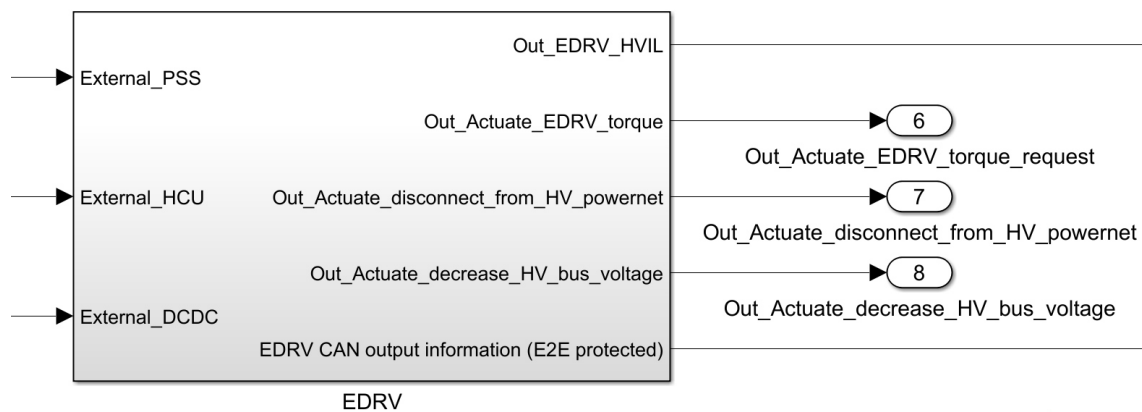 Out_EDRV_HVIL
External_PSS
Out_Actuate_EDRV_torque
6
Out_Actuate_EDRV_torque_request
External_HCU
Out_Actuate_disconnect_from_HV_powernet
7
Out_Actuate_disconnect_from_HV_powernet
Out_Actuate_decrease_HV_bus_voltage
8
Out_Actuate_decrease_HV_bus_voltage
External_DCDC
EDRV CAN output information (E2E protected)
EDRV